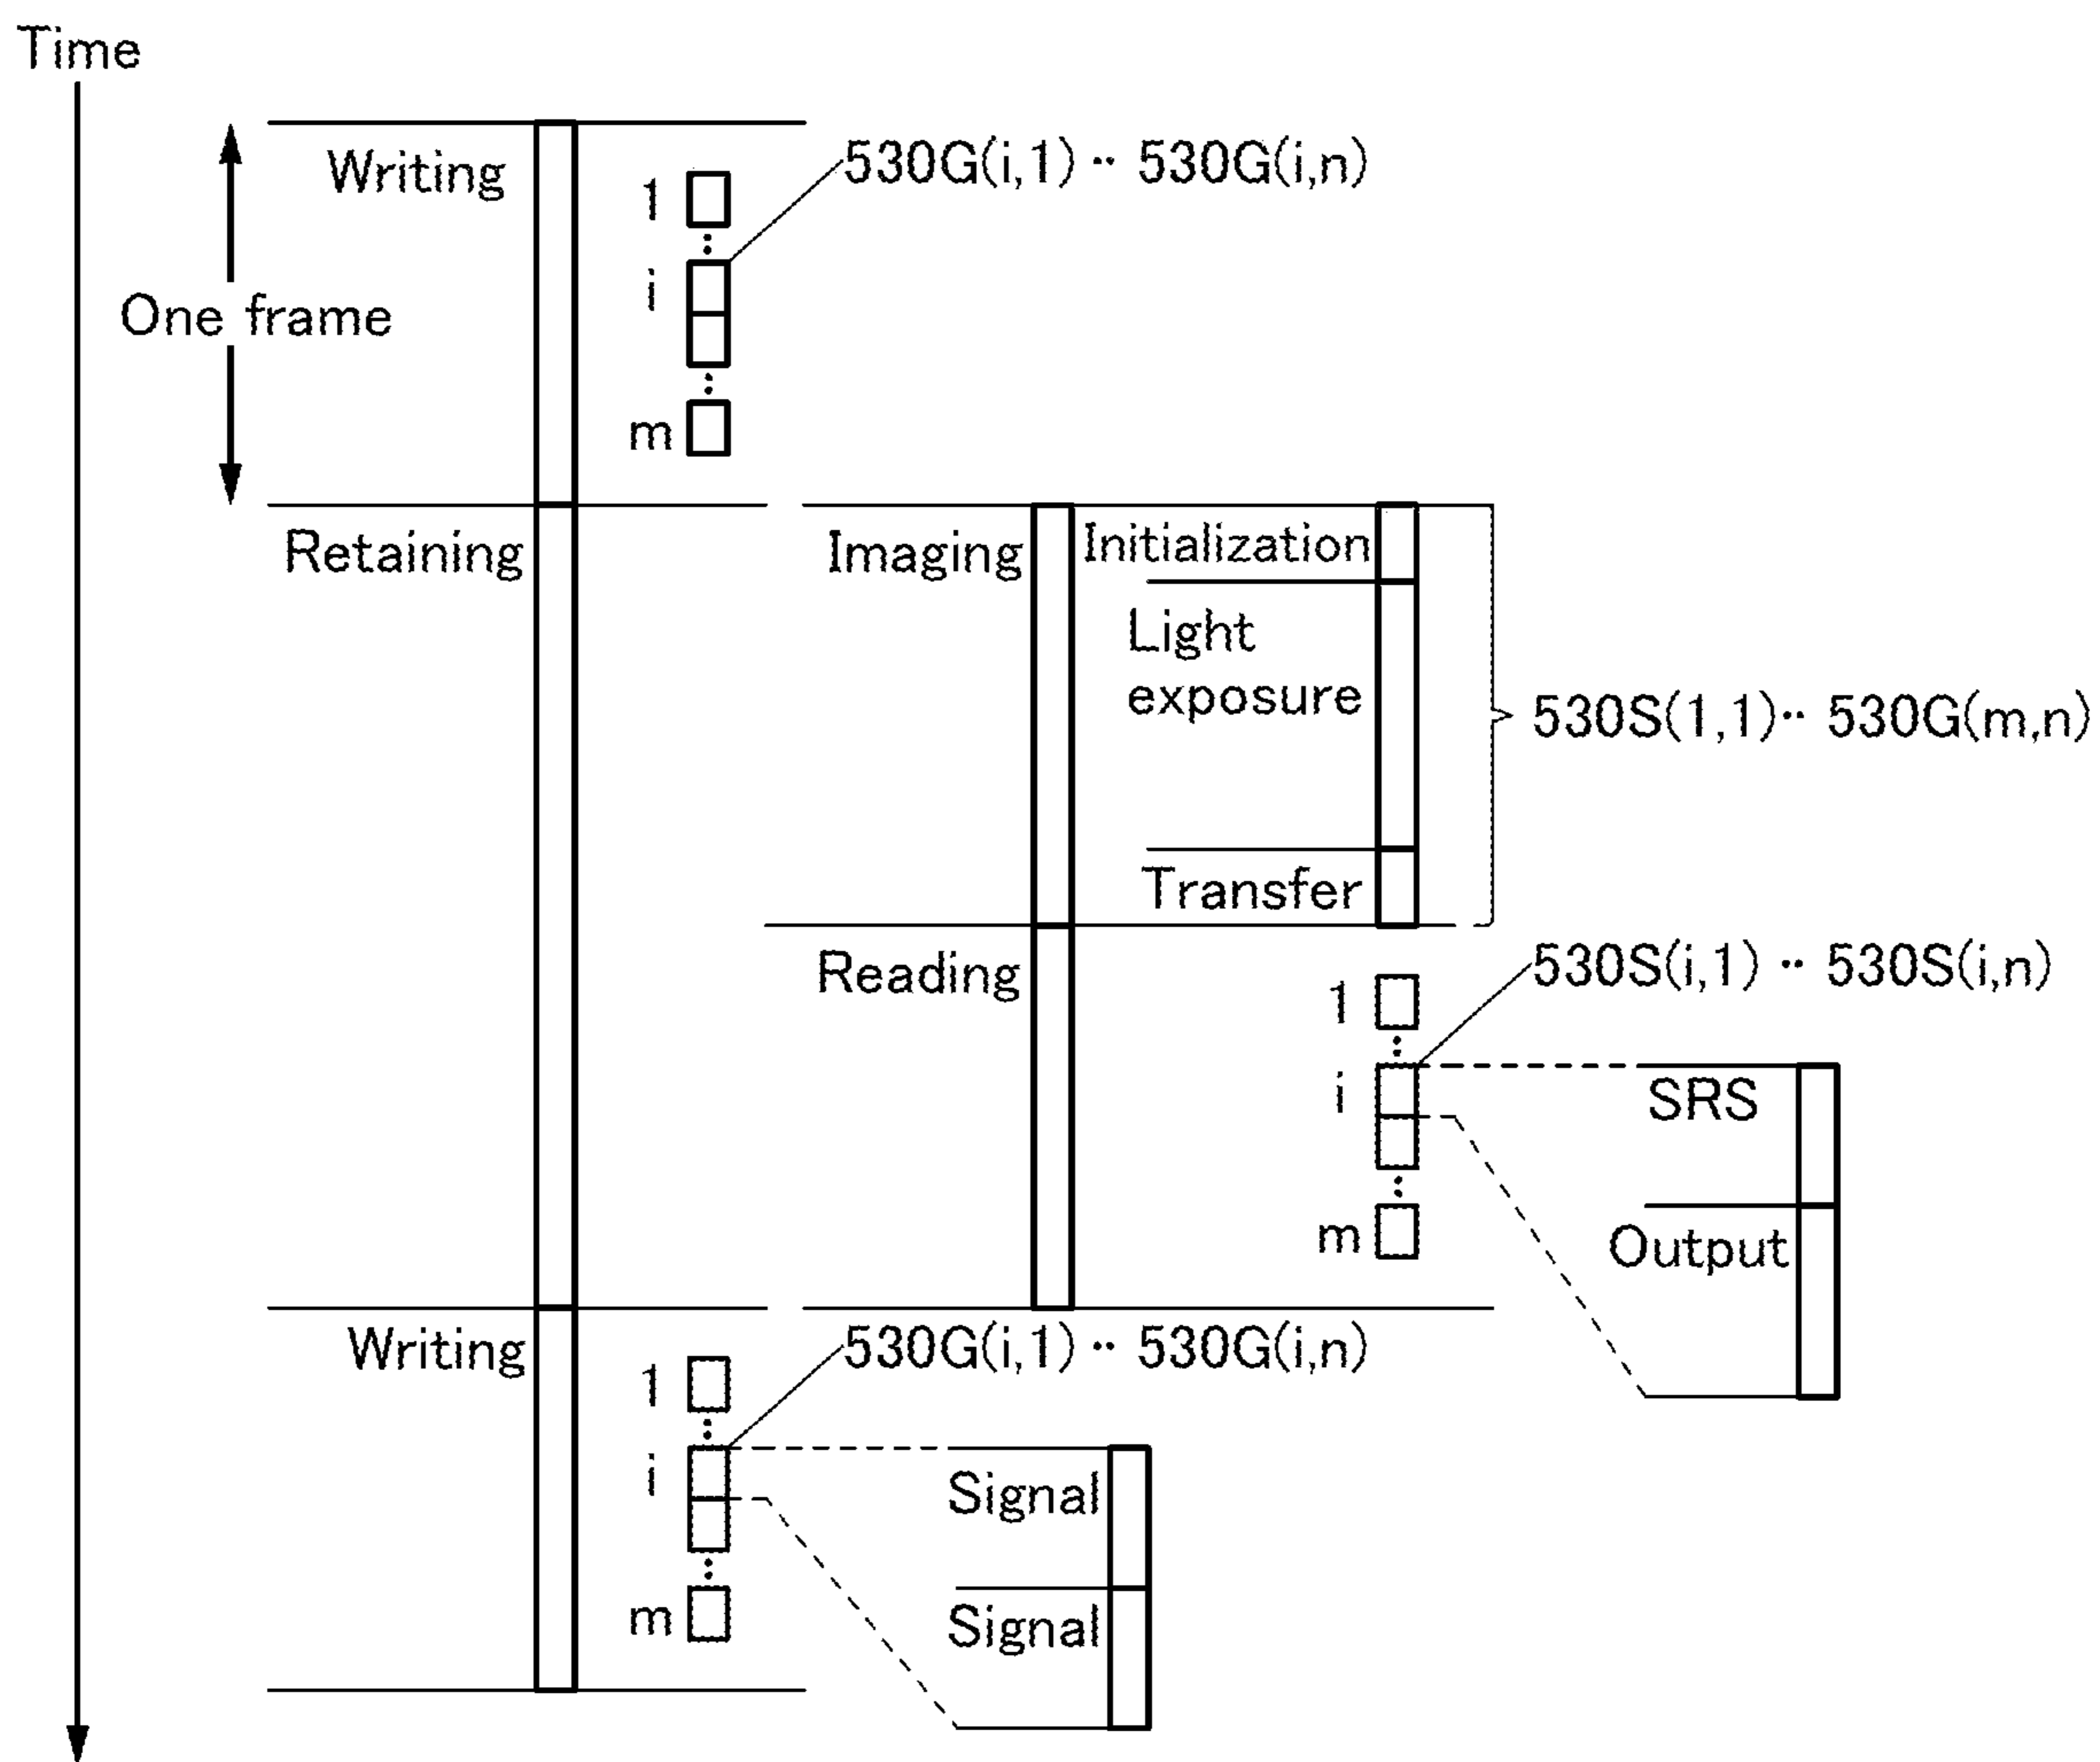 Time
Writing
530G(i,1) ·· 530G(i,n)
1
i
One frame
m
Retaining
Imaging
Initialization
Light
exposure
530S(1,1)·· 530G(m,n)
Transfer
Reading
530S(i,1) ·· 530S(i,n)
1
i
SRS
m
Output
Writing
530G(i,1) ·· 530G(i,n)
1
i
Signal
m
Signal